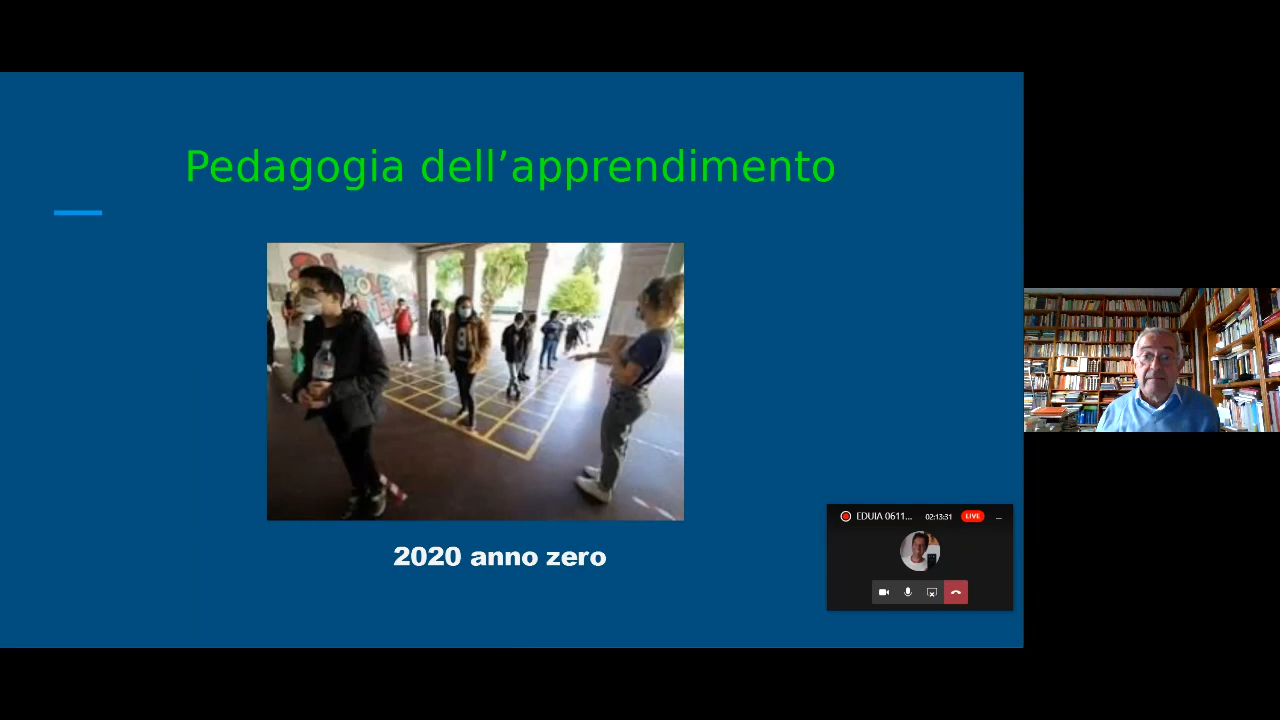 Pedagogia dell’apprendimento
2020 anno zero
EDUIA 0611... 02:13:31 LIVE